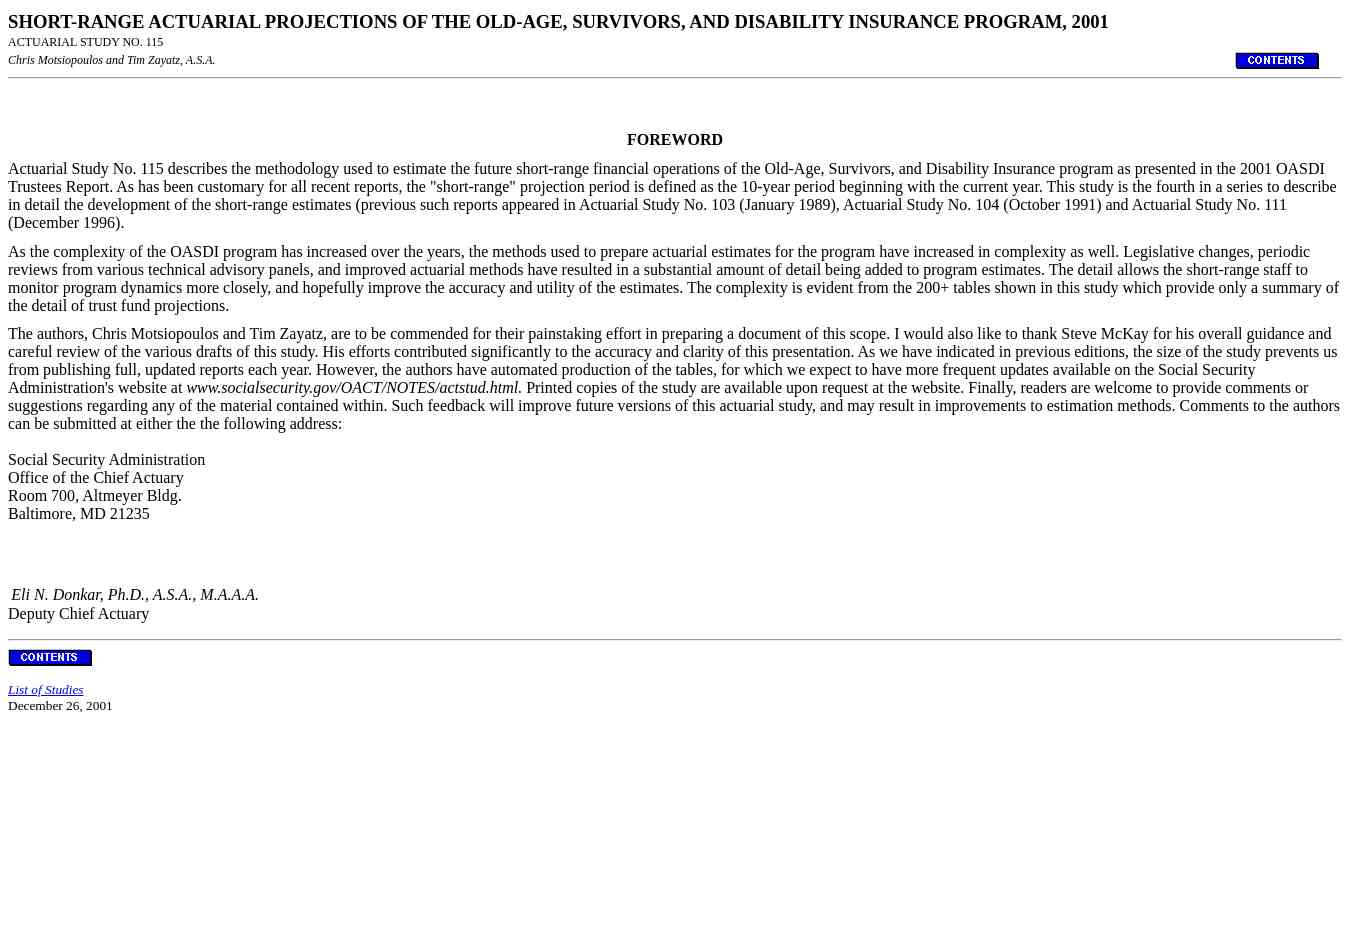 SHORT-RANGE ACTUARIAL PROJECTIONS OF THE OLD-AGE, SURVIVORS, AND DISABILITY INSURANCE PROGRAM, 2001
ACTUARIAL STUDY NO. 115
Chris Motsiopoulos and Tim Zayatz, A.S.A.
CONTENTS
FOREWORD
Actuarial Study No. 115 describes the methodology used to estimate the future short-range financial operations of the Old-Age, Survivors, and Disability Insurance program as presented in the 2001 OASDI
Trustees Report. As has been customary for all recent reports, the "short-range" projection period is defined as the 10-year period beginning with the current year. This study is the fourth in a series to describe
in detail the development of the short-range estimates (previous such reports appeared in Actuarial Study No. 103 (January 1989), Actuarial Study No. 104 (October 1991) and Actuarial Study No. 111
(December 1996).
As the complexity of the OASDI program has increased over the years, the methods used to prepare actuarial estimates for the program have increased in complexity as well. Legislative changes, periodic
reviews from various technical advisory panels, and improved actuarial methods have resulted in a substantial amount of detail being added to program estimates. The detail allows the short-range staff to
monitor program dynamics more closely, and hopefully improve the accuracy and utility of the estimates. The complexity is evident from the 200+ tables shown in this study which provide only a summary of
the detail of trust fund projections.
The authors, Chris Motsiopoulos and Tim Zayatz, are to be commended for their painstaking effort in preparing a document of this scope. I would also like to thank Steve McKay for his overall guidance and
careful review of the various drafts of this study. His efforts contributed significantly to the accuracy and clarity of this presentation. As we have indicated in previous editions, the size of the study prevents us
from publishing full, updated reports each year. However, the authors have automated production of the tables, for which we expect to have more frequent updates available on the Social Security
Administration's website at www.socialsecurity.gov/OACT/NOTES/actstud.html. Printed copies of the study are available upon request at the website. Finally, readers are welcome to provide comments or
suggestions regarding any of the material contained within. Such feedback will improve future versions of this actuarial study, and may result in improvements to estimation methods. Comments to the authors
can be submitted at either the the following address:
Social Security Administration
Office of the Chief Actuary
Room 700, Altmeyer Bldg.
Baltimore, MD 21235
Eli N. Donkar, Ph.D., A.S.A., M.A.A.A.
Deputy Chief Actuary
CONTENTS
List of Studies
December 26, 2001